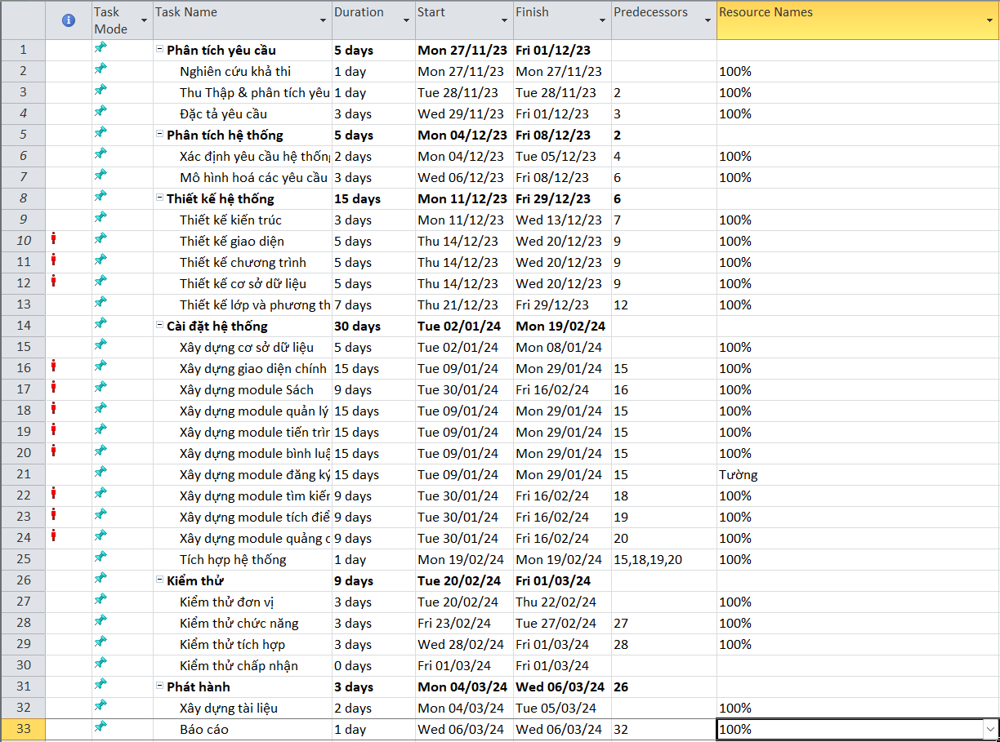 Task Mode Task Name Duration Start Finish Predecessors Resource Names
1 Phân tích yêu cầu 5 days Mon 27/11/23 Fri 01/12/23
2 Nghiên cứu khả thi 1 day Mon 27/11/23 Mon 27/11/23 100%
3 Thu Thập & phân tích yêu 1 day Tue 28/11/23 Tue 28/11/23 2 100%
4 Đặc tả yêu cầu 3 days Wed 29/11/23 Fri 01/12/23 3 100%
5 Phân tích hệ thống 5 days Mon 04/12/23 Fri 08/12/23 2
6 Xác định yêu cầu hệ thống 2 days Mon 04/12/23 Tue 05/12/23 4 100%
7 Mô hình hoá các yêu cầu 3 days Wed 06/12/23 Fri 08/12/23 6 100%
8 Thiết kế hệ thống 15 days Mon 11/12/23 Fri 29/12/23 6
9 Thiết kế kiến trúc 3 days Mon 11/12/23 Wed 13/12/23 7 100%
10 Thiết kế giao diện 5 days Thu 14/12/23 Wed 20/12/23 9 100%
11 Thiết kế chương trình 5 days Thu 14/12/23 Wed 20/12/23 9 100%
12 Thiết kế cơ sở dữ liệu 5 days Thu 14/12/23 Wed 20/12/23 9 100%
13 Thiết kế lớp và phương th 7 days Thu 21/12/23 Fri 29/12/23 12 100%
14 Cài đặt hệ thống 30 days Tue 02/01/24 Mon 19/02/24
15 Xây dựng cơ sở dữ liệu 5 days Tue 02/01/24 Mon 08/01/24 100%
16 Xây dựng giao diện chính 15 days Tue 09/01/24 Mon 29/01/24 15 100%
17 Xây dựng module Sách 9 days Tue 30/01/24 Fri 16/02/24 16 100%
18 Xây dựng module quản lý 15 days Tue 09/01/24 Mon 29/01/24 15 100%
19 Xây dựng module tiến trìn 15 days Tue 09/01/24 Mon 29/01/24 15 100%
20 Xây dựng module bình luậ 15 days Tue 09/01/24 Mon 29/01/24 15 100%
21 Xây dựng module đăng ký 15 days Tue 09/01/24 Mon 29/01/24 15 Tường
22 Xây dựng module tìm kiến 9 days Tue 30/01/24 Fri 16/02/24 18 100%
23 Xây dựng module tích điể 9 days Tue 30/01/24 Fri 16/02/24 19 100%
24 Xây dựng module quảng c 9 days Tue 30/01/24 Fri 16/02/24 20 100%
25 Tích hợp hệ thống 1 day Mon 19/02/24 Mon 19/02/24 15,18,19,20 100%
26 Kiểm thử 9 days Tue 20/02/24 Fri 01/03/24
27 Kiểm thử đơn vị 3 days Tue 20/02/24 Thu 22/02/24 100%
28 Kiểm thử chức năng 3 days Fri 23/02/24 Tue 27/02/24 27 100%
29 Kiểm thử tích hợp 3 days Wed 28/02/24 Fri 01/03/24 28 100%
30 Kiểm thử chấp nhận 0 days Fri 01/03/24 Fri 01/03/24
31 Phát hành 3 days Mon 04/03/24 Wed 06/03/24 26
32 Xây dựng tài liệu 2 days Mon 04/03/24 Tue 05/03/24 100%
33 Báo cáo 1 day Wed 06/03/24 Wed 06/03/24 32 100%